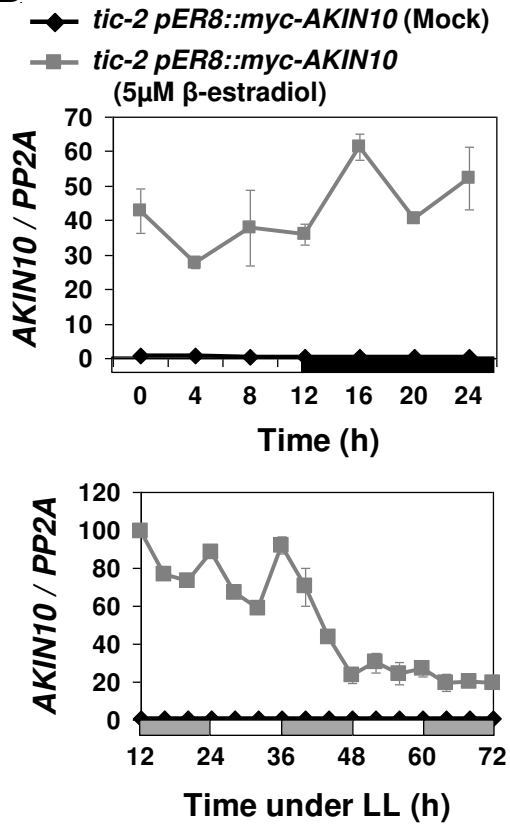 tic-2 pER8::myc-AKIN10 (Mock)
tic-2 pER8::myc-AKIN10
(5µM β-estradiol)
AKIN10 / PP2A
70
60
50
40
30
20
10
0
0 4 8 12 16 20 24
Time (h)
AKIN10 / PP2A
120
100
80
60
40
20
0
12 24 36 48 60 72
Time under LL (h)